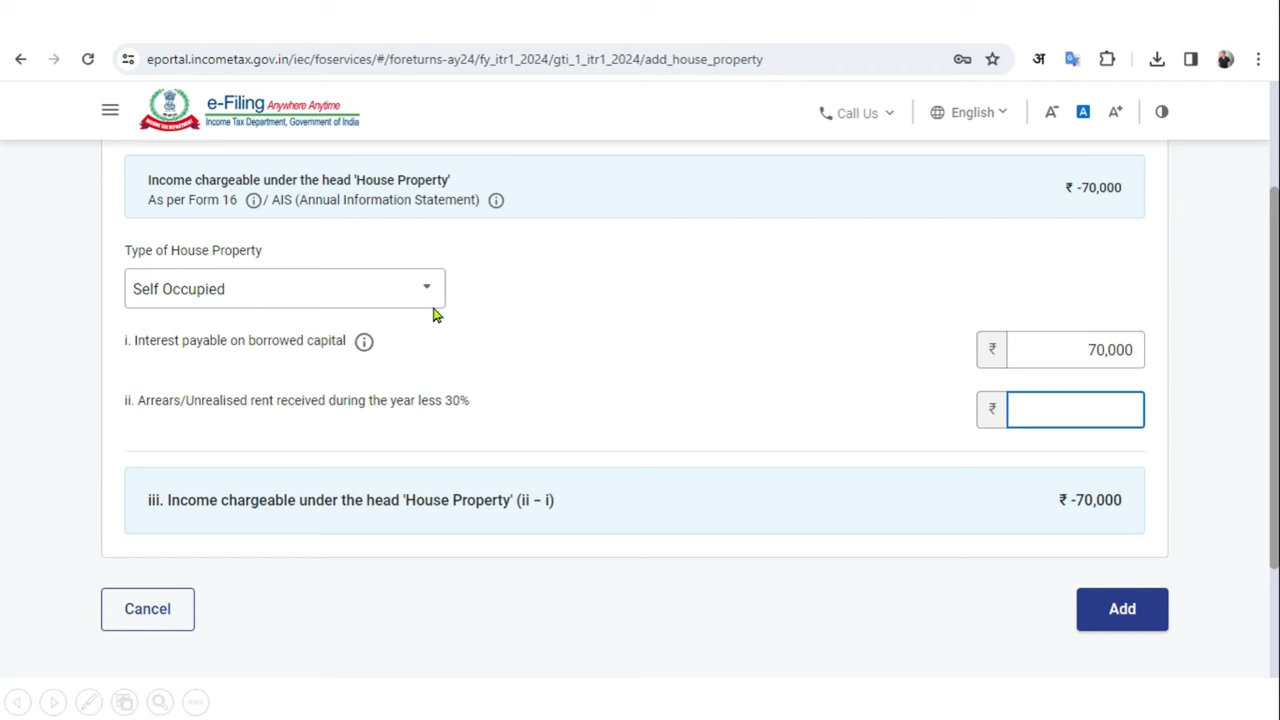 eportal.incometax.gov.in/iec/foservices/#/foreturns-ay24/fy_itr1_2024/gti_1_itr1_2024/add_house_property
अ
e-Filing Anywhere Anytime
Income Tax Department, Government of India
Call Us
English
A-
A
A+
Income chargeable under the head 'House Property'
As per Form 16 / AIS (Annual Information Statement)
₹ -70,000
Type of House Property
Self Occupied
i. Interest payable on borrowed capital
₹ 70,000
ii. Arrears/Unrealised rent received during the year less 30%
₹
iii. Income chargeable under the head 'House Property' (ii – i)
₹ -70,000
Cancel
Add